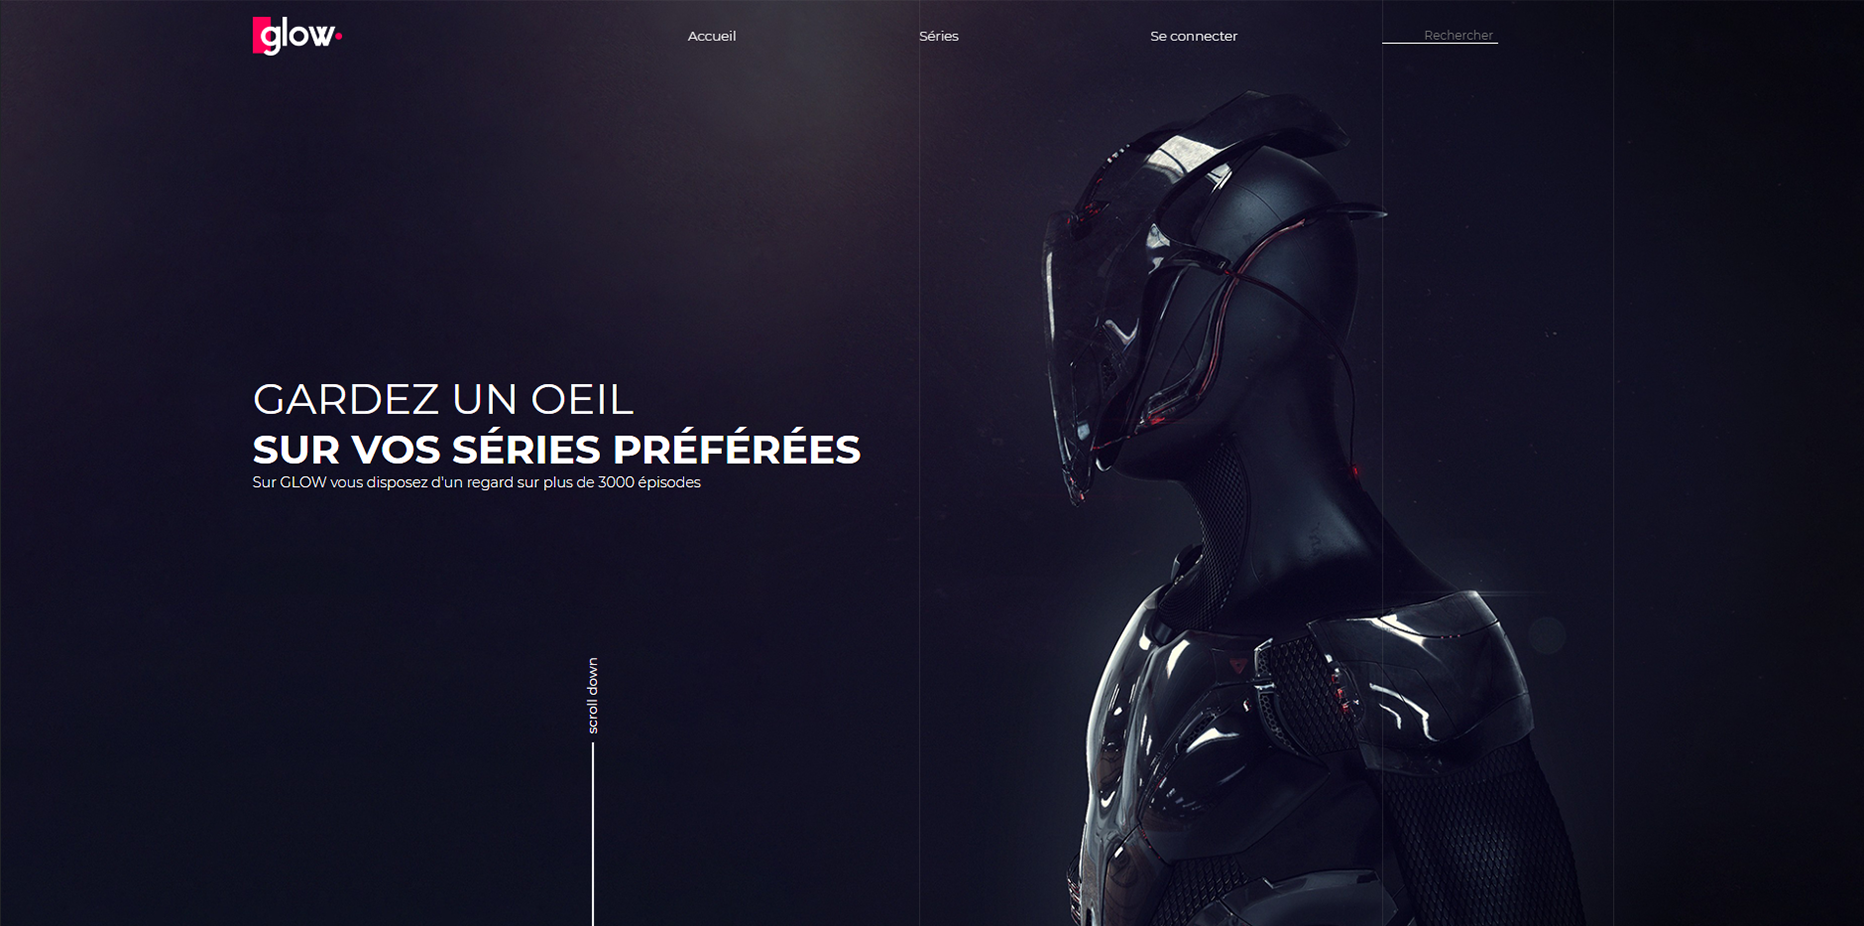 glow
Accueil
Séries
Se connecter
Rechercher
GARDEZ UN OEIL
SUR VOS SÉRIES PRÉFÉRÉES
Sur GLOW vous disposez d'un regard sur plus de 3000 épisodes
scroll down